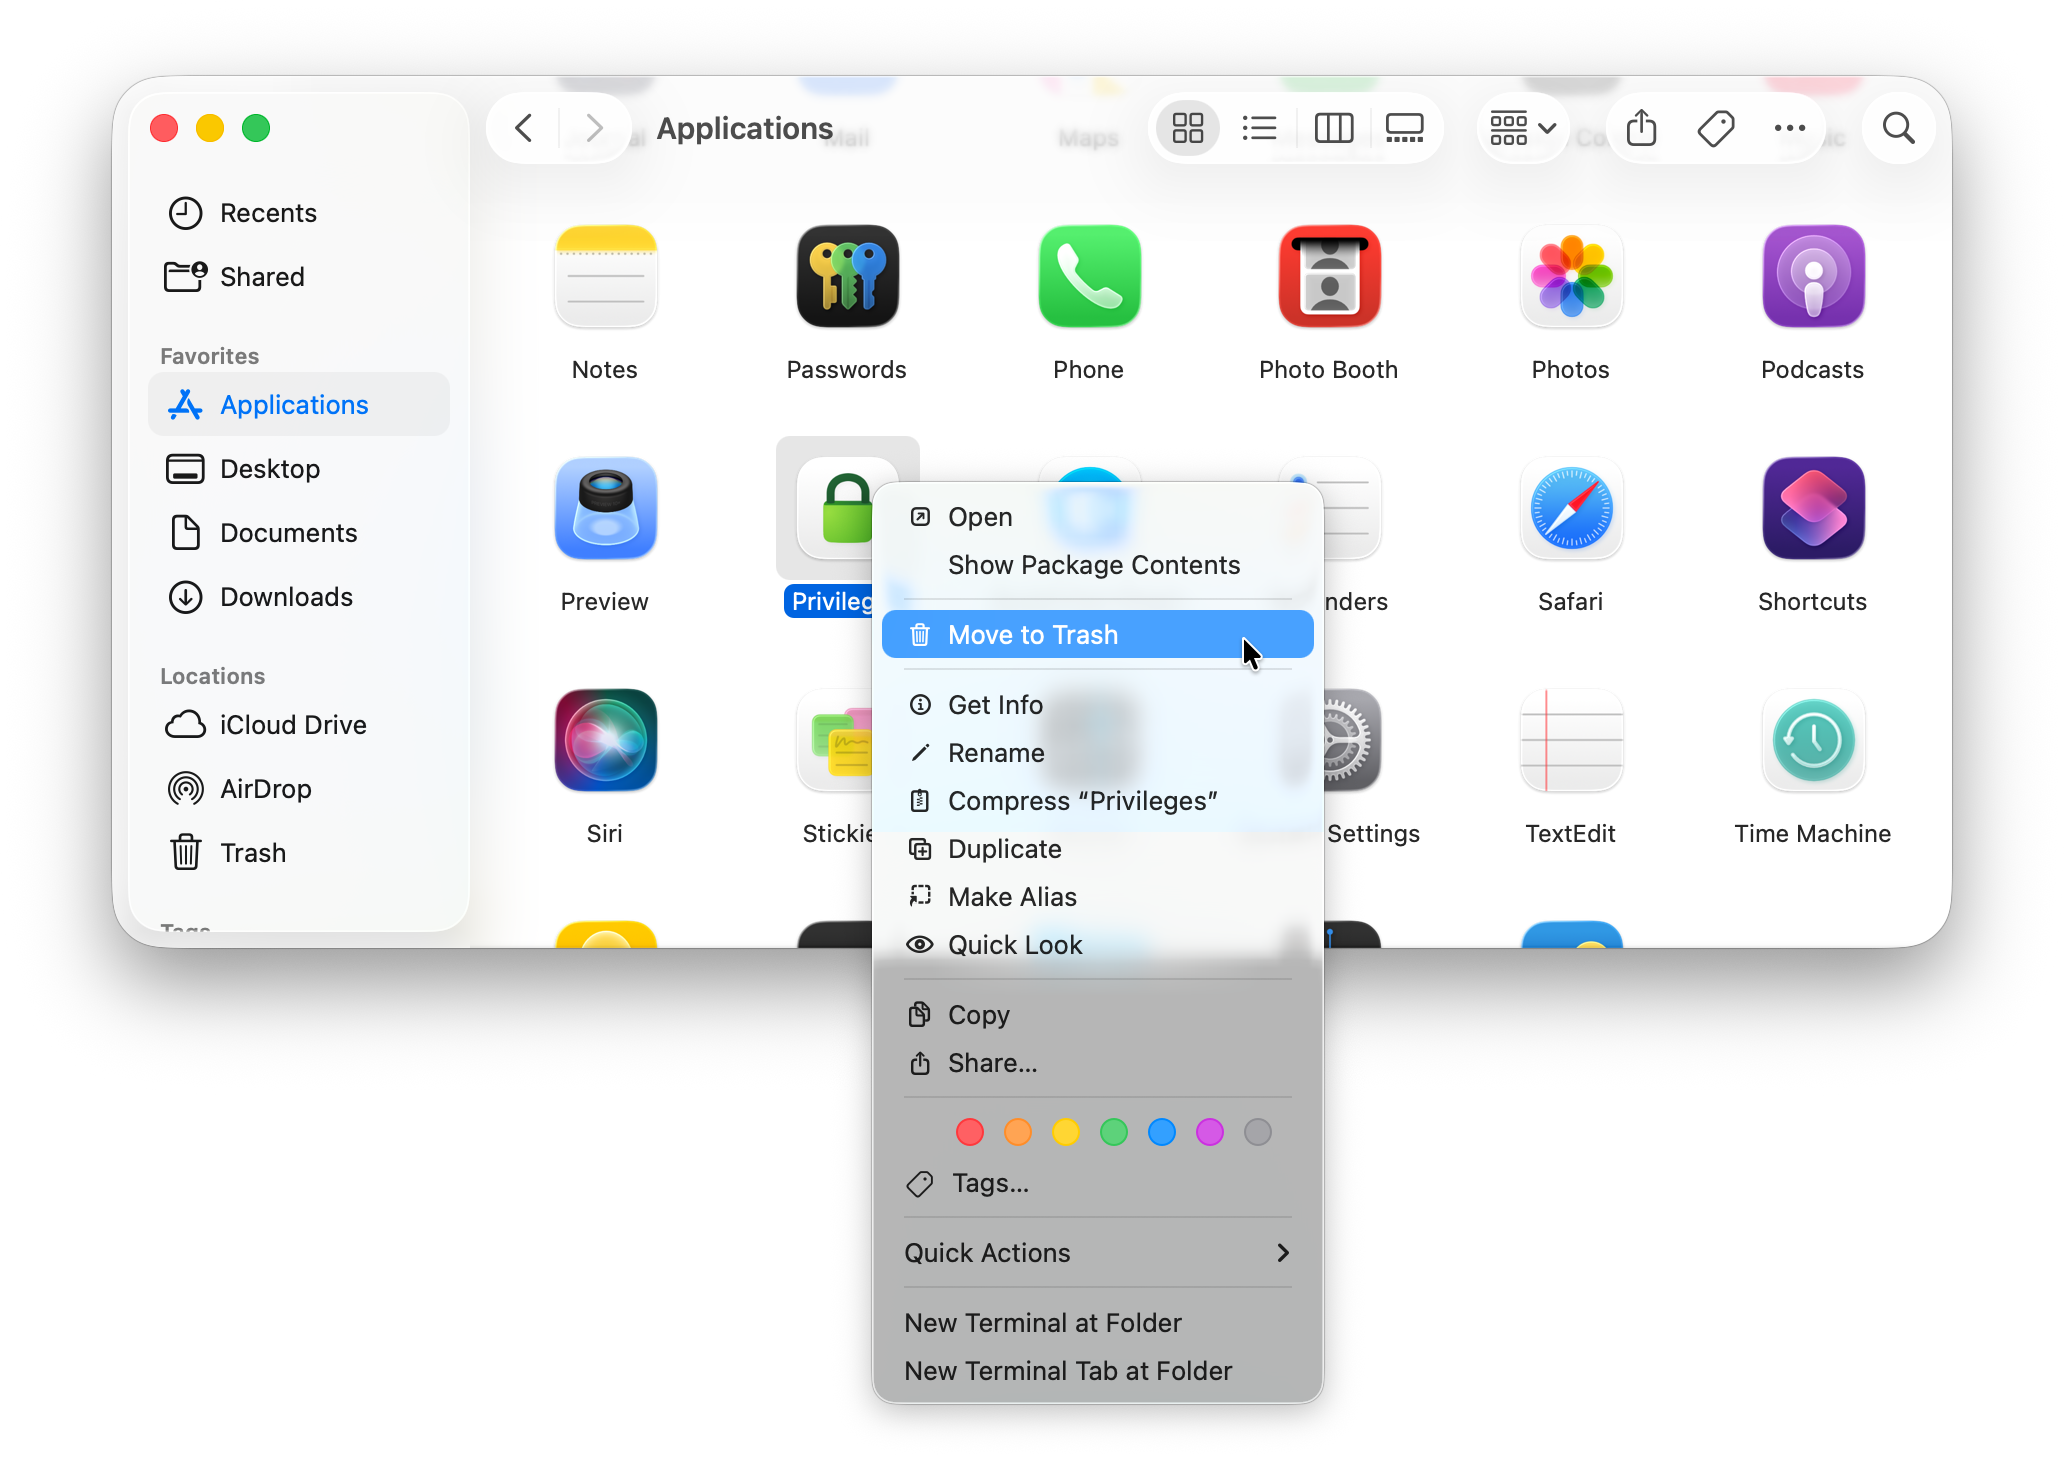 Applications
Mail
Maps
Recents
Shared
Favorites
Applications
Desktop
Documents
Downloads
Locations
iCloud Drive
AirDrop
Trash
Tags
Notes
Passwords
Phone
Photo Booth
Photos
Podcasts
Preview
Privileg
nders
Safari
Shortcuts
Siri
Stickie
Settings
TextEdit
Time Machine
Open
Show Package Contents
Move to Trash
Get Info
Rename
Compress “Privileges”
Duplicate
Make Alias
Quick Look
Copy
Share...
Tags...
Quick Actions
New Terminal at Folder
New Terminal Tab at Folder